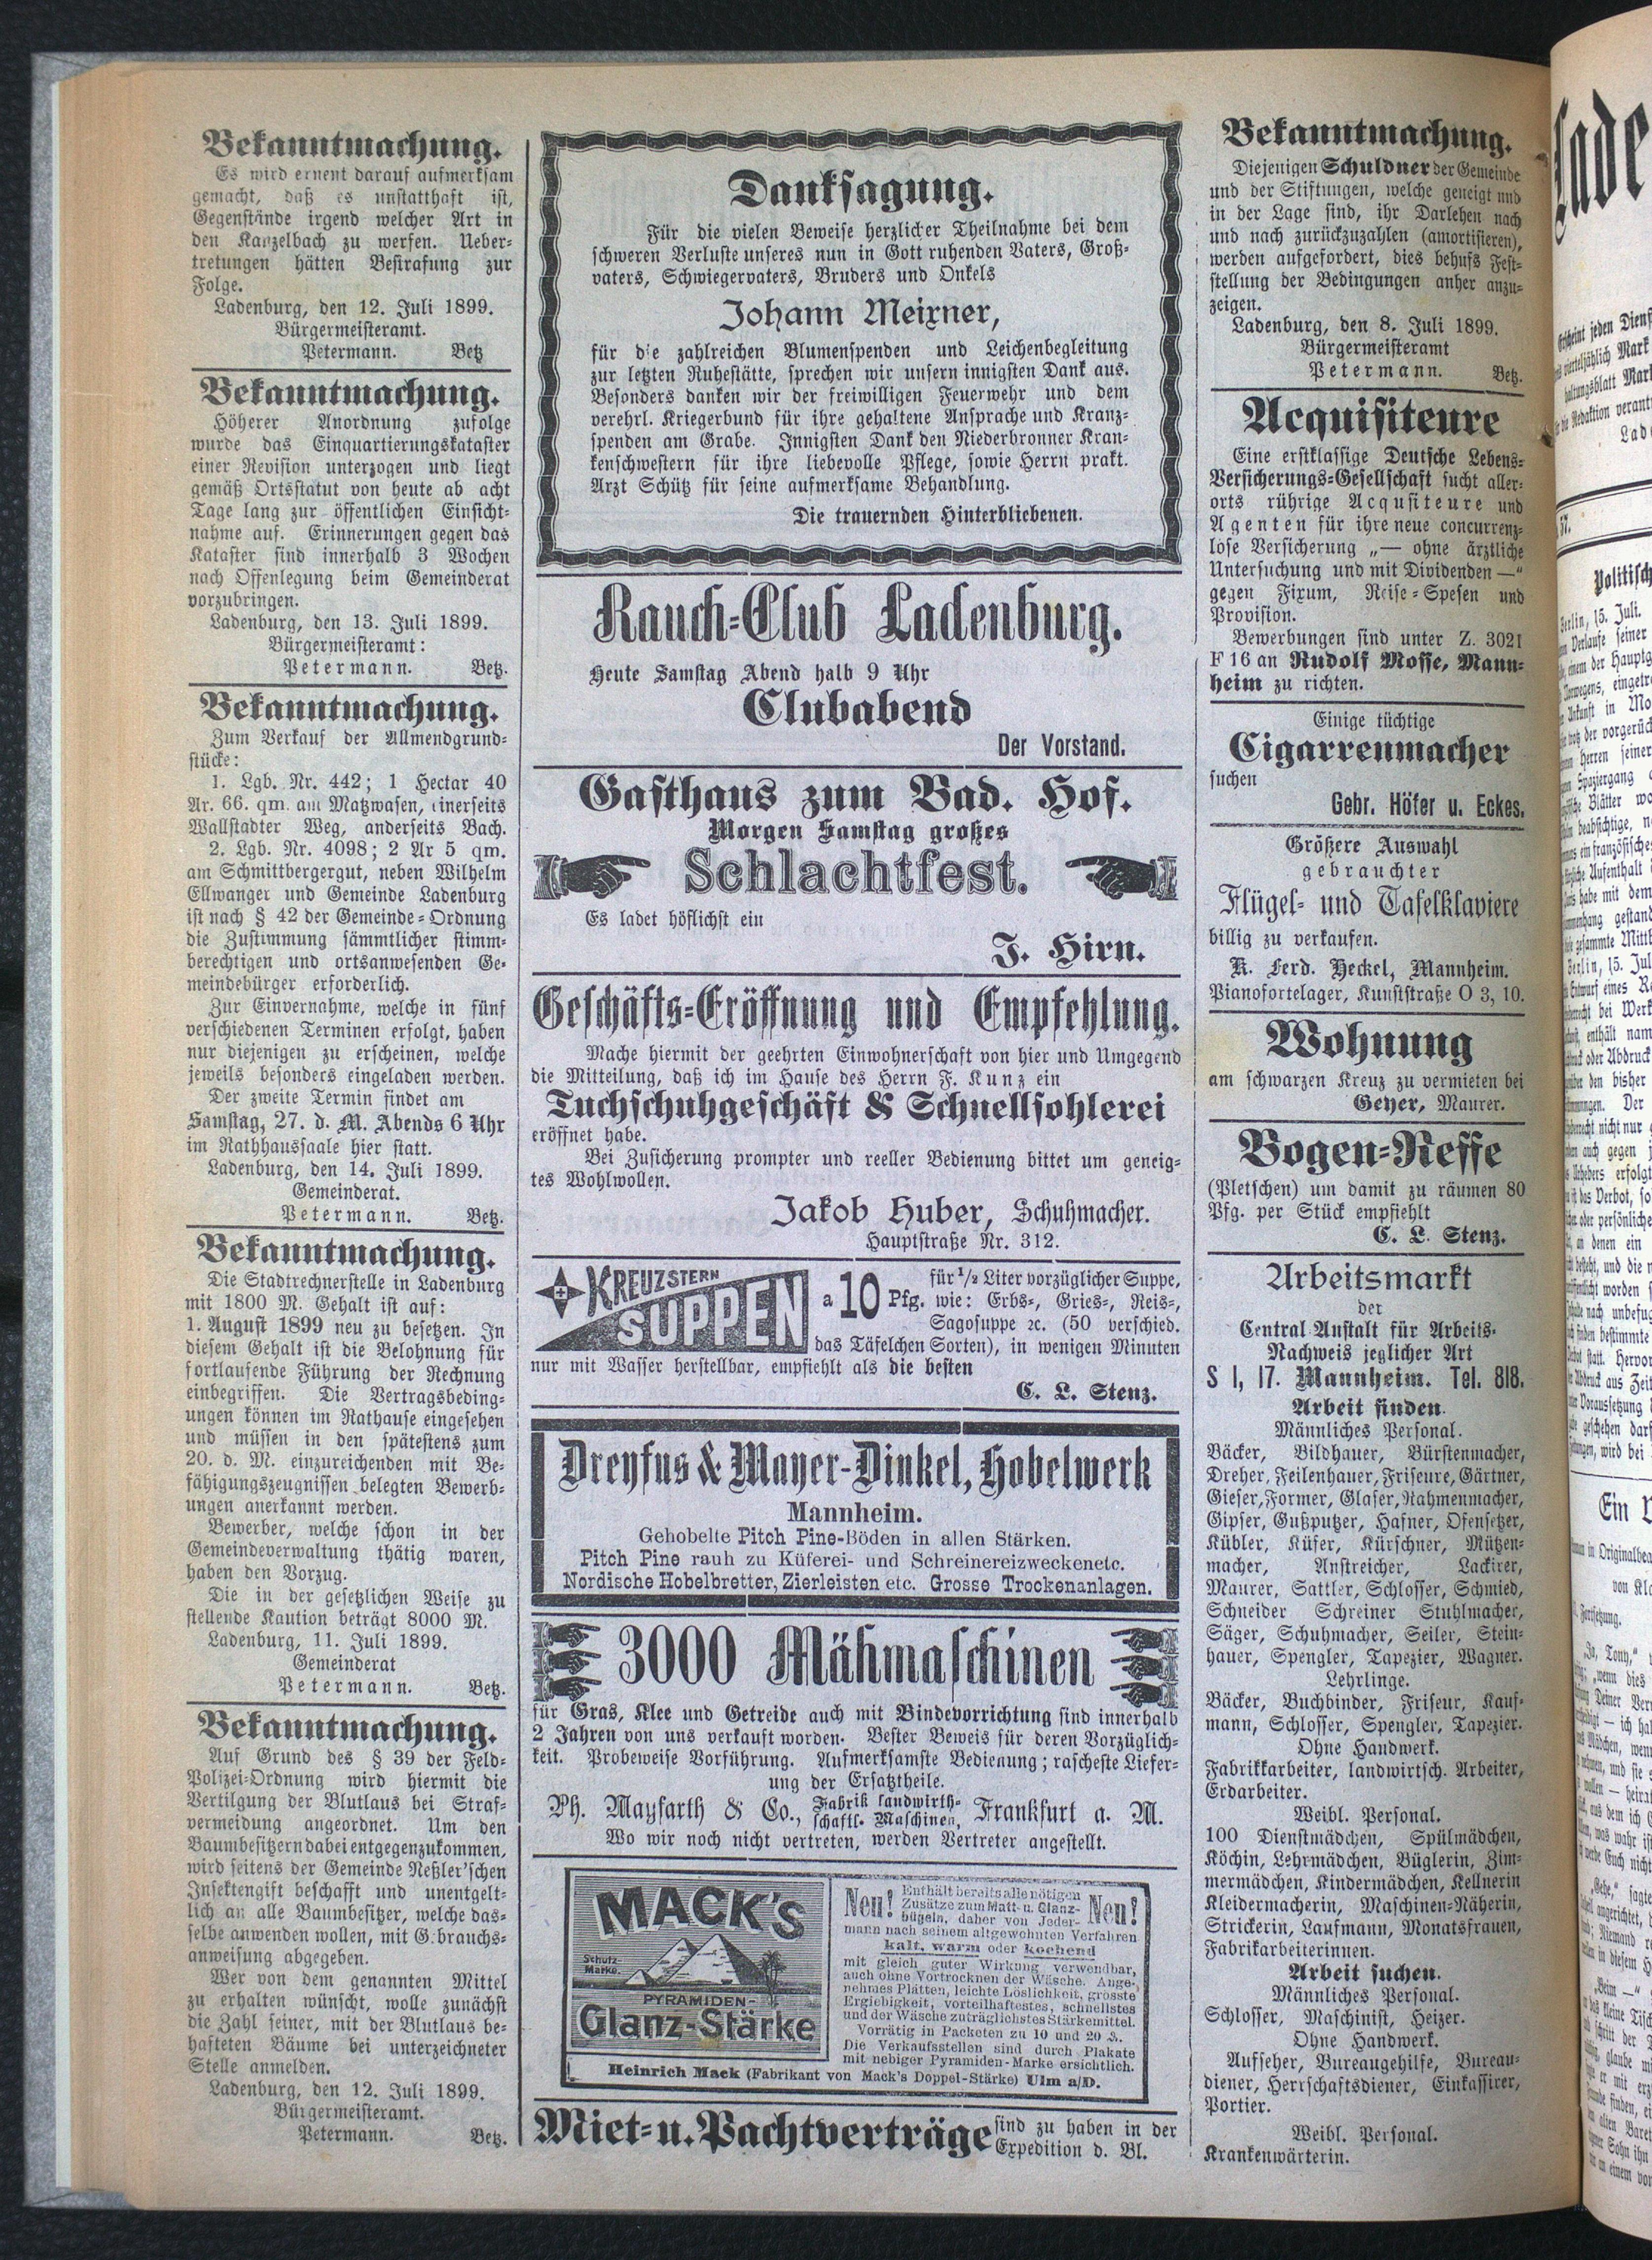 Bekanntmachung.
Es wird erneut darauf aufmerksam
gemacht, daß es unstatthaft ist,
Gegenstände irgend welcher Art in
den Kanzelbach zu werfen. Ueber-
tretungen hätten Bestrafung zur
Folge.
Ladenburg, den 12. Juli 1899.
Bürgermeisteramt.
Petermann. Betz
Bekanntmachung.
Höherer Anordnung zufolge
wurde das Einquartierungskataster
einer Revision unterzogen und liegt
gemäß Ortsstatut von heute ab acht
Tage lang zur öffentlichen Einsicht-
nahme auf. Erinnerungen gegen das
Kataster sind innerhalb 3 Wochen
nach Offenlegung beim Gemeinderat
vorzubringen.
Ladenburg, den 13. Juli 1899.
Bürgermeisteramt:
Petermann. Betz.
Bekanntmachung.
Zum Verkauf der Allmendgrund-
stücke:
1. Lgb. Nr. 442; 1 Hectar 40
Ar. 66. qm. am Matzwasen, einerseits
Wallstadter Weg, anderseits Bach.
2. Lgb. Nr. 4098; 2 Ar 5 qm.
am Schmittbergergut, neben Wilhelm
Ellwanger und Gemeinde Ladenburg
ist nach § 42 der Gemeinde-Ordnung
die Zustimmung sämmtlicher stimm-
berechtigen und ortsanwesenden Ge-
meindebürger erforderlich.
Zur Einvernahme, welche in fünf
verschiedenen Terminen erfolgt, haben
nur diejenigen zu erscheinen, welche
jeweils besonders eingeladen werden.
Der zweite Termin findet am
Samstag, 27. d. M. Abends 6 Uhr
im Rathhaussaale hier statt.
Ladenburg, den 14. Juli 1899.
Gemeinderat.
Petermann. Betz.
Bekanntmachung.
Die Stadtrechnerstelle in Ladenburg
mit 1800 M. Gehalt ist auf:
1. August 1899 neu zu besetzen. In
diesem Gehalt ist die Belohnung für
fortlaufende Führung der Rechnung
einbegriffen. Die Vertragsbeding-
ungen können im Rathause eingesehen
und müssen in den spätestens zum
20. d. M. einzureichenden mit Be-
fähigungszeugnissen belegten Bewerb-
ungen anerkannt werden.
Bewerber, welche schon in der
Gemeindeverwaltung thätig waren,
haben den Vorzug.
Die in der gesetzlichen Weise zu
stellende Kaution beträgt 8000 M.
Ladenburg, 11. Juli 1899.
Gemeinderat
Petermann. Betz.
Bekanntmachung.
Auf Grund des § 39 der Feld-
Polizei-Ordnung wird hiermit die
Vertilgung der Blutlaus bei Straf-
vermeidung angeordnet. Um den
Baumbesitzern dabei entgegenzukommen,
wird seitens der Gemeinde Neßler'schen
Insektengift beschafft und unentgelt-
lich an alle Baumbesitzer, welche das-
selbe anwenden wollen, mit Gebrauchs-
anweisung abgegeben.
Wer von dem genannten Mittel
zu erhalten wünscht, wolle zunächst
die Zahl seiner, mit der Blutlaus be-
hafteten Bäume bei unterzeichneter
Stelle anmelden.
Ladenburg, den 12. Juli 1899.
Bürgermeisteramt.
Petermann. Betz.
Danksagung.
Für die vielen Beweise herzlicher Theilnahme bei dem
schweren Verluste unseres nun in Gott ruhenden Vaters, Groß-
vaters, Schwiegervaters, Bruders und Onkels
Johann Meixner,
für die zahlreichen Blumenspenden und Leichenbegleitung
zur letzten Ruhestätte, sprechen wir unsern innigsten Dank aus.
Besonders danken wir der freiwilligen Feuerwehr und dem
verehrl. Kriegerbund für ihre gehaltene Ansprache und Kranz-
spenden am Grabe. Innigsten Dank den Niederbronner Kran-
kenschwestern für ihre liebevolle Pflege, sowie Herrn prakt.
Arzt Schütz für seine aufmerksame Behandlung.
Die trauernden Hinterbliebenen.
Rauch-Club Ladenburg.
Heute Samstag Abend halb 9 Uhr
Clubabend
Der Vorstand.
Gasthaus zum Bad. Hof.
Morgen Samstag großes
Schlachtfest.
Es ladet höflichst ein
J. Hirn.
Geschäfts-Eröffnung und Empfehlung.
Mache hiermit der geehrten Einwohnerschaft von hier und Umgegend
die Mitteilung, daß ich im Hause des Herrn F. Kunz ein
Tuchschuhgeschäft & Schnellsohlerei
eröffnet habe.
Bei Zusicherung prompter und reeller Bedienung bittet um geneig-
tes Wohlwollen.
Jakob Huber, Schuhmacher.
Hauptstraße Nr. 312.
KREUZSTERN
SUPPEN
a 10 Pfg.
für 1/2 Liter vorzüglicher Suppe,
wie: Erbs-, Gries-, Reis-,
Sagosuppe ꝛc. (50 verschied.
das Täfelchen Sorten), in wenigen Minuten
nur mit Wasser herstellbar, empfiehlt als die besten
C. L. Stenz.
Dreyfus & Mayer-Dinkel, Hobelwerk
Mannheim.
Gehobelte Pitch Pine-Böden in allen Stärken.
Pitch Pine rauh zu Küferei- und Schreinereizwecken etc.
Nordische Hobelbretter, Zierleisten etc. Grosse Trockenanlagen.
3000 Mähmaschinen
für Gras, Klee und Getreide auch mit Bindevorrichtung sind innerhalb
2 Jahren von uns verkauft worden. Bester Beweis für deren Vorzüglich-
keit. Probeweise Vorführung. Aufmerksamste Bedienung; rascheste Liefer-
ung der Ersatztheile.
Ph. Mayfarth & Co., Fabrik landwirth-
schaftl. Maschinen, Frankfurt a. M.
Wo wir noch nicht vertreten, werden Vertreter angestellt.
MACK'S
Schutz-
Marke.
PYRAMIDEN-
Glanz-Stärke
Neu! Neu!
Enthält bereits alle nötigen
Zusätze zum Matt- u. Glanz-
bügeln, daher von Jeder-
mann nach seinem altgewohnten Verfahren
kalt, warm oder kochend
mit gleich guter Wirkung verwendbar,
auch ohne Vortrocknen der Wäsche. Ange-
nehmes Plätten, leichte Löslichkeit, grösste
Ergiebigkeit, vorteilhaftestes, schnellstes
und der Wäsche zuträglichstes Stärkemittel.
Vorrätig in Packeten zu 10 und 20 ₰.
Die Verkaufsstellen sind durch Plakate
mit nebiger Pyramiden-Marke ersichtlich.
Heinrich Mack (Fabrikant von Mack's Doppel-Stärke) Ulm a/D.
Miet- u. Pachtverträge sind zu haben in der
Expedition d. Bl.
Bekanntmachung.
Diejenigen Schuldner der Gemeinde
und der Stiftungen, welche geneigt und
in der Lage sind, ihr Darlehen nach
und nach zurückzuzahlen (amortisieren),
werden aufgefordert, dies behufs Fest-
stellung der Bedingungen anher anzu-
zeigen.
Ladenburg, den 8. Juli 1899.
Bürgermeisteramt
Petermann. Betz.
Acquisiteure
Eine erstklassige Deutsche Lebens-
Versicherungs-Gesellschaft sucht aller-
orts rührige Acqusiteure und
Agenten für ihre neue concurrenz-
lose Versicherung „— ohne ärztliche
Untersuchung und mit Dividenden —“
gegen Fixum, Reise-Spesen und
Provision.
Bewerbungen sind unter Z. 3021
F 16 an Rudolf Mosse, Mann-
heim zu richten.
Einige tüchtige
Cigarrenmacher
suchen
Gebr. Höfer u. Eckes.
Größere Auswahl
gebrauchter
Flügel- und Tafelklaviere
billig zu verkaufen.
K. Ferd. Heckel, Mannheim.
Pianofortelager, Kunststraße O 3, 10.
Wohnung
am schwarzen Kreuz zu vermieten bei
Geyer, Maurer.
Bogen-Reffe
(Pletschen) um damit zu räumen 80
Pfg. per Stück empfiehlt
C. L. Stenz.
Arbeitsmarkt
der
Central-Anstalt für Arbeits-
Nachweis jeglicher Art
S 1, 17. Mannheim. Tel. 818.
Arbeit finden.
Männliches Personal.
Bäcker, Bildhauer, Bürstenmacher,
Dreher, Feilenhauer, Friseure, Gärtner,
Gießer, Former, Glaser, Rahmenmacher,
Gipser, Gußputzer, Hafner, Ofensetzer,
Kübler, Küfer, Kürschner, Mützen-
macher, Anstreicher, Lackirer,
Maurer, Sattler, Schlosser, Schmied,
Schneider Schreiner Stuhlmacher,
Säger, Schuhmacher, Seiler, Stein-
hauer, Spengler, Tapezier, Wagner.
Lehrlinge.
Bäcker, Buchbinder, Friseur, Kauf-
mann, Schlosser, Spengler, Tapezier.
Ohne Handwerk.
Fabrikkarbeiter, landwirtsch. Arbeiter,
Erdarbeiter.
Weibl. Personal.
100 Dienstmädchen, Spülmädchen,
Köchin, Lehrmädchen, Büglerin, Zim-
mermädchen, Kindermädchen, Kellnerin
Kleidermacherin, Maschinen-Näherin,
Strickerin, Laufmann, Monatsfrauen,
Fabrikarbeiterinnen.
Arbeit suchen.
Männliches Personal.
Schlosser, Maschinist, Heizer.
Ohne Handwerk.
Aufseher, Bureaugehilfe, Bureau-
diener, Herrschaftsdiener, Einkassirer,
Portier.
Weibl. Personal.
Krankenwärterin.